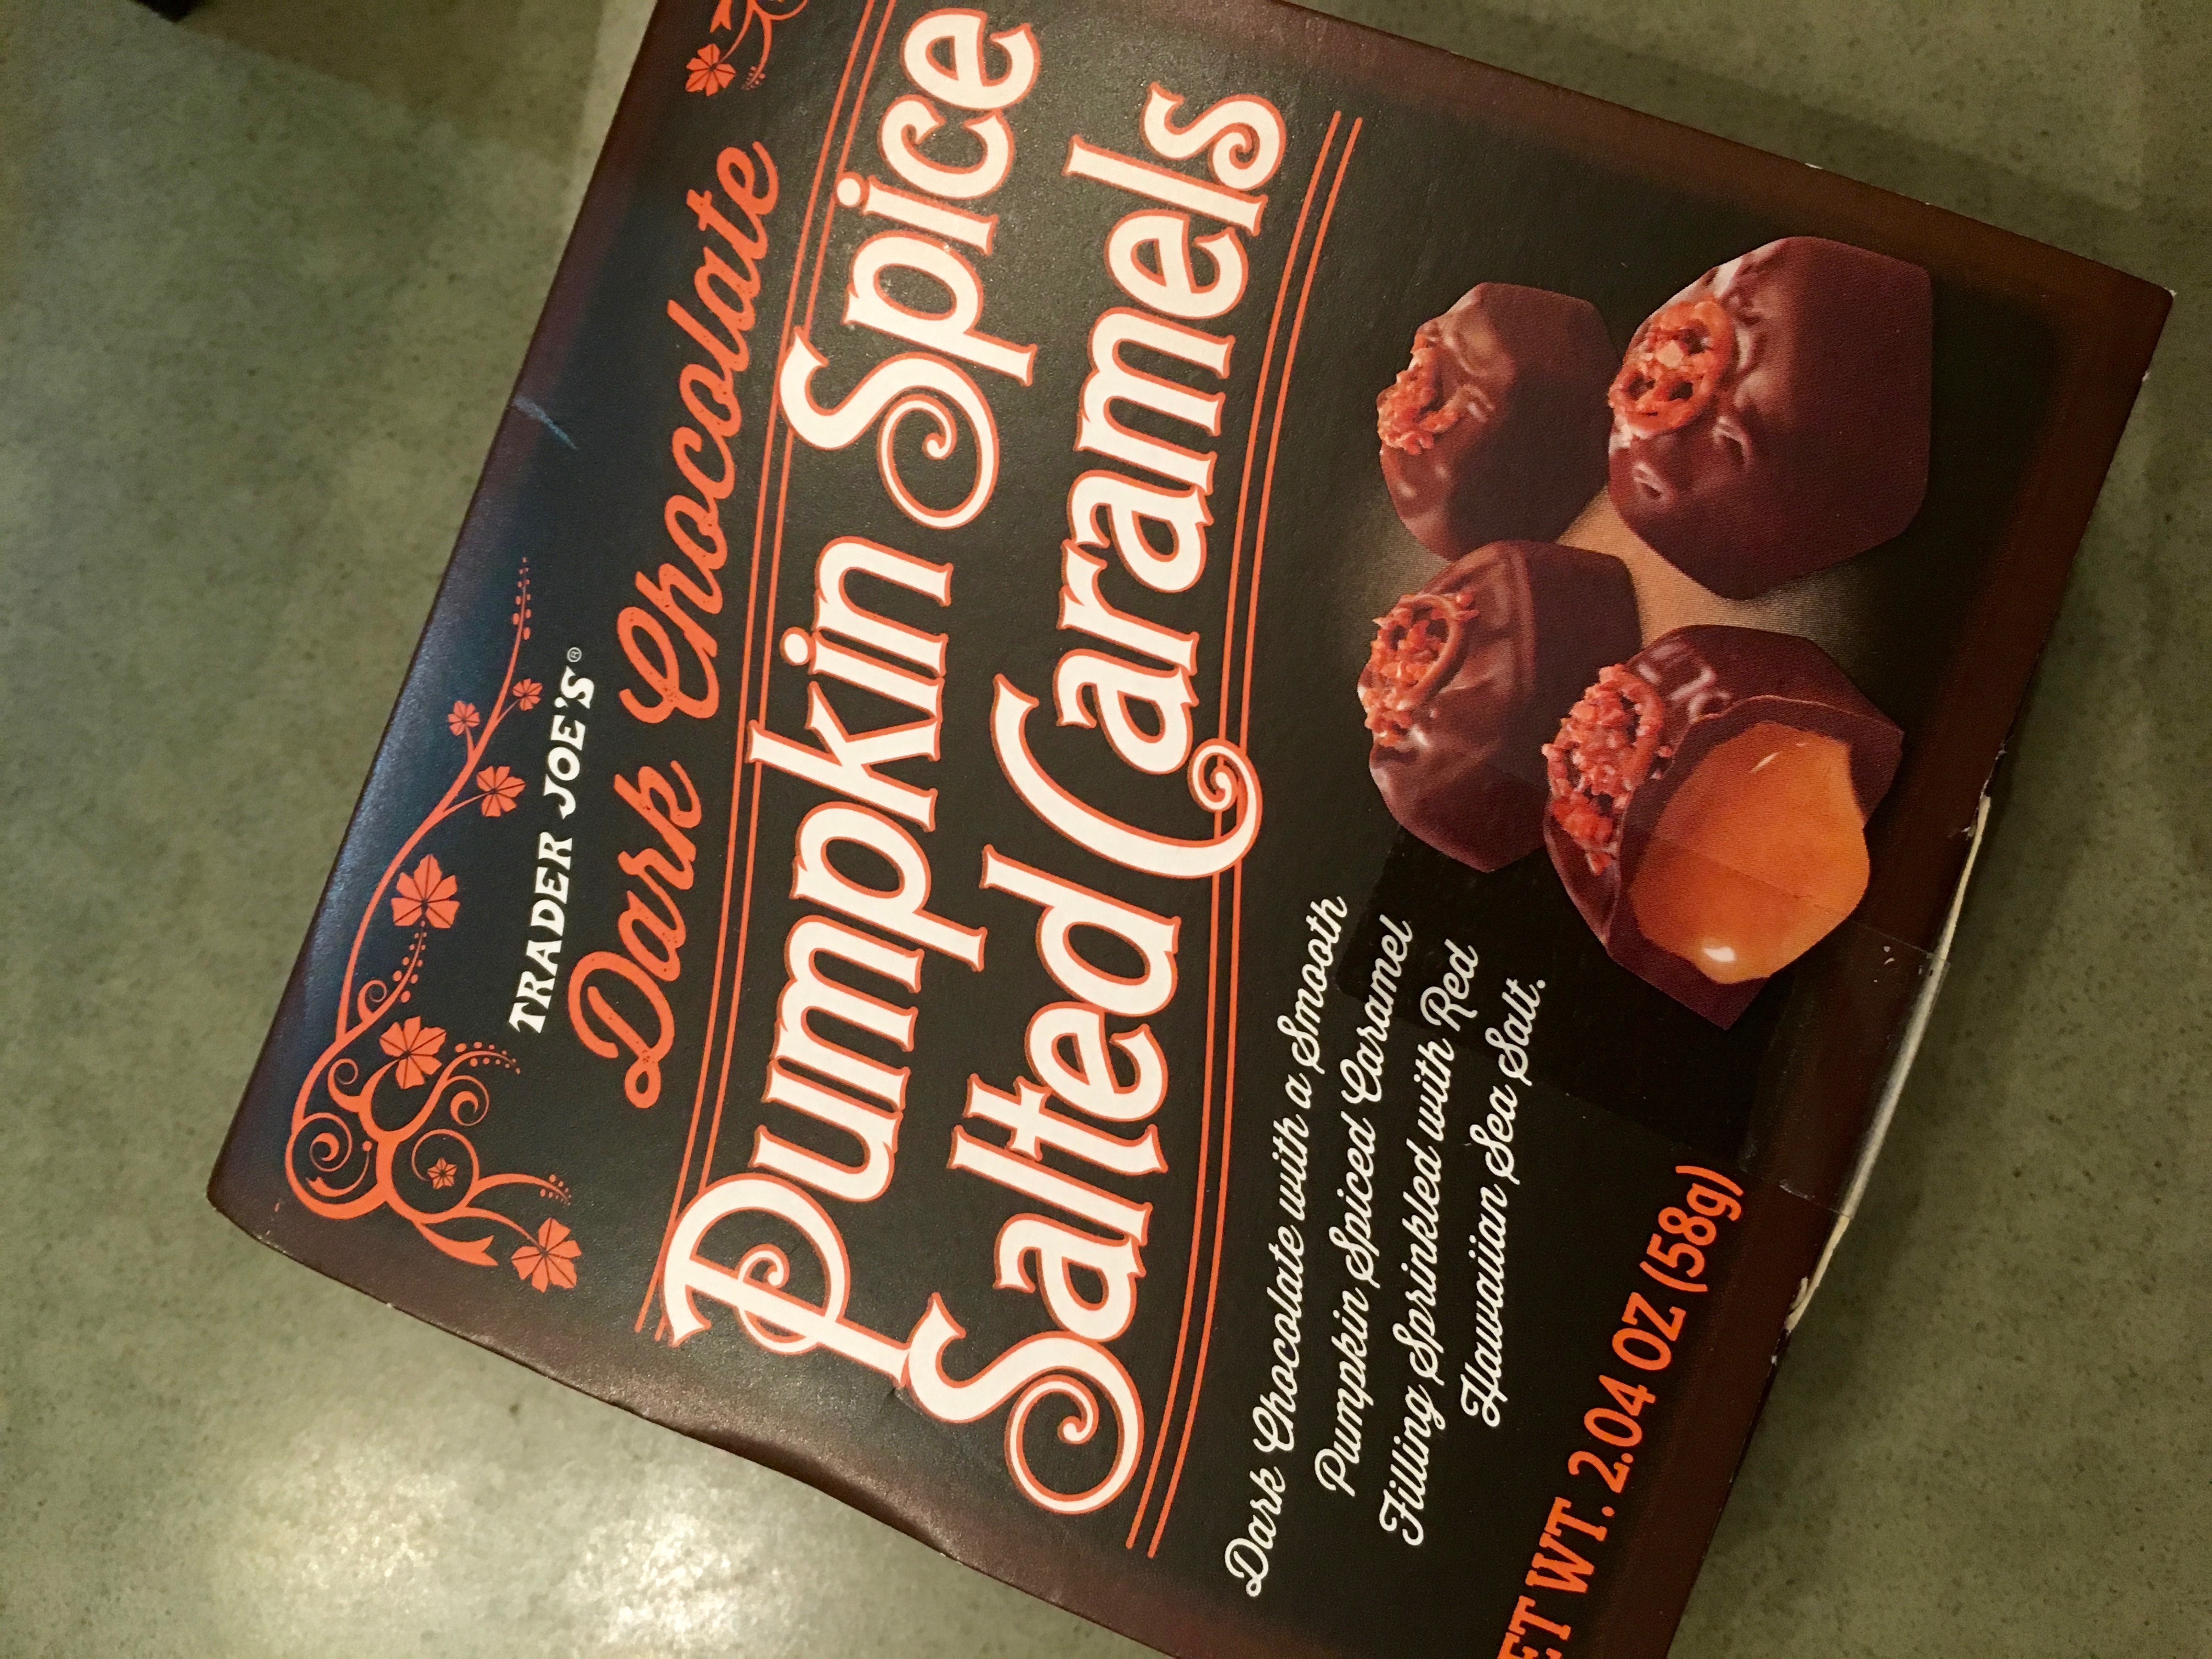 TRADER JOE'S®
Dark Chocolate
Pumpkin Spice
Salted Caramels
Dark Chocolate with a Smooth
Pumpkin Spiced Caramel
Filling Sprinkled with Red
Hawaiian Sea Salt.
ET WT. 2.04 OZ (58g)